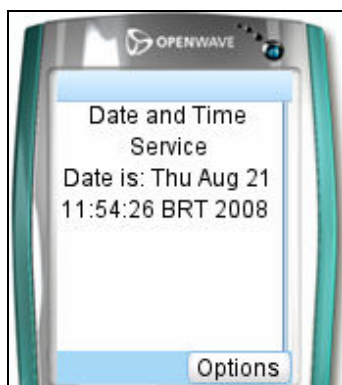 OPENWAVE
Date and Time
Service
Date is: Thu Aug 21
11:54:26 BRT 2008
Options